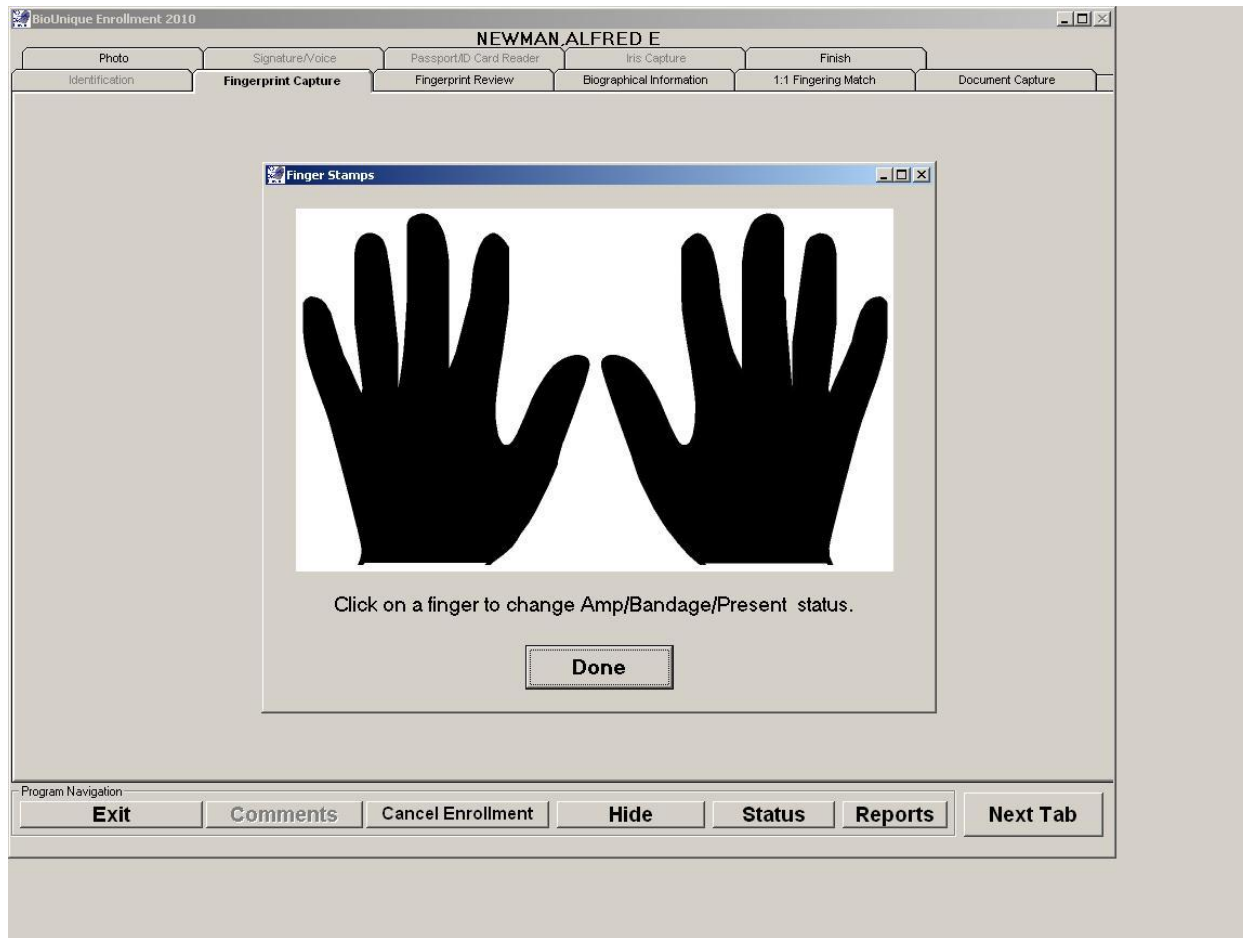 BioUnique Enrollment 2010
NEWMAN,ALFRED E
Photo Signature/Voice Passport/ID Card Reader Iris Capture Finish
Identification Fingerprint Capture Fingerprint Review Biographical Information 1:1 Fingering Match Document Capture
Finger Stamps
Click on a finger to change Amp/Bandage/Present status.
Done
Program Navigation
Exit Comments Cancel Enrollment Hide Status Reports Next Tab